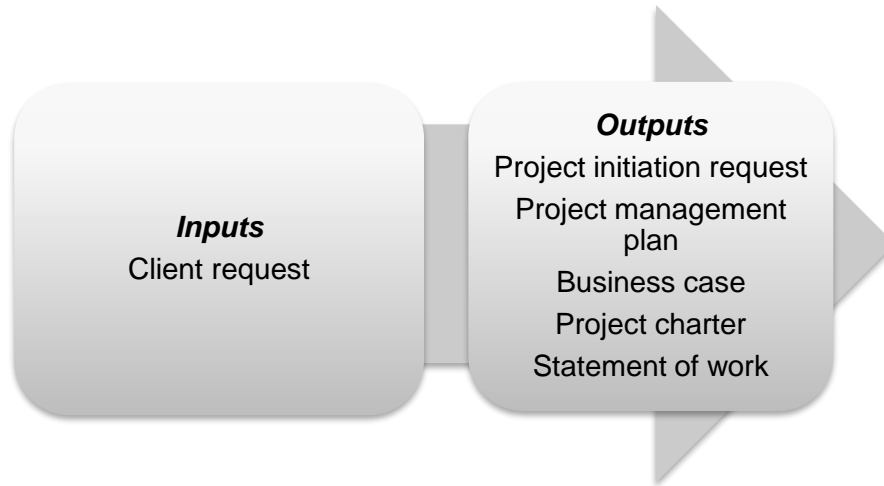 Inputs
Client request
Outputs
Project initiation request
Project management
plan
Business case
Project charter
Statement of work